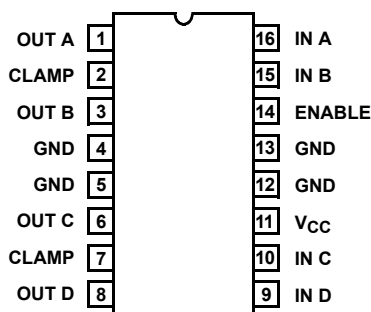 OUT A 1 16 IN A
CLAMP 2 15 IN B
OUT B 3 14 ENABLE
GND 4 13 GND
GND 5 12 GND
OUT C 6 11 VCC
CLAMP 7 10 IN C
OUT D 8 9 IN D